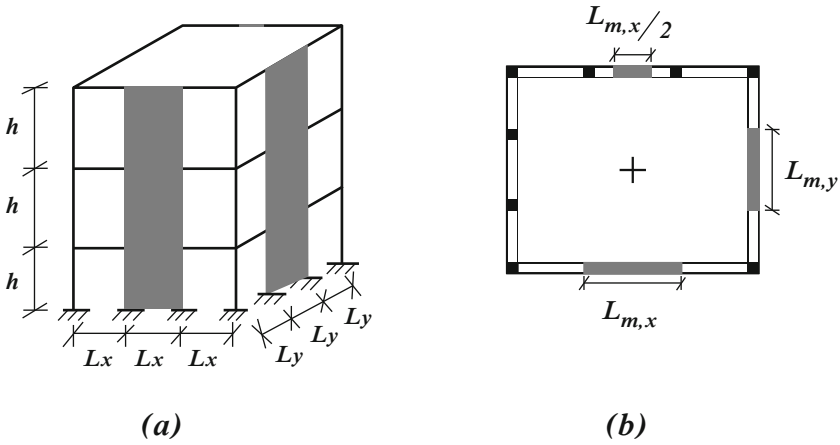 h
h
h
Lx Lx Lx
Ly Ly Ly
(a)
L_{m,x}/2
L_{m,y}
L_{m,x}
(b)